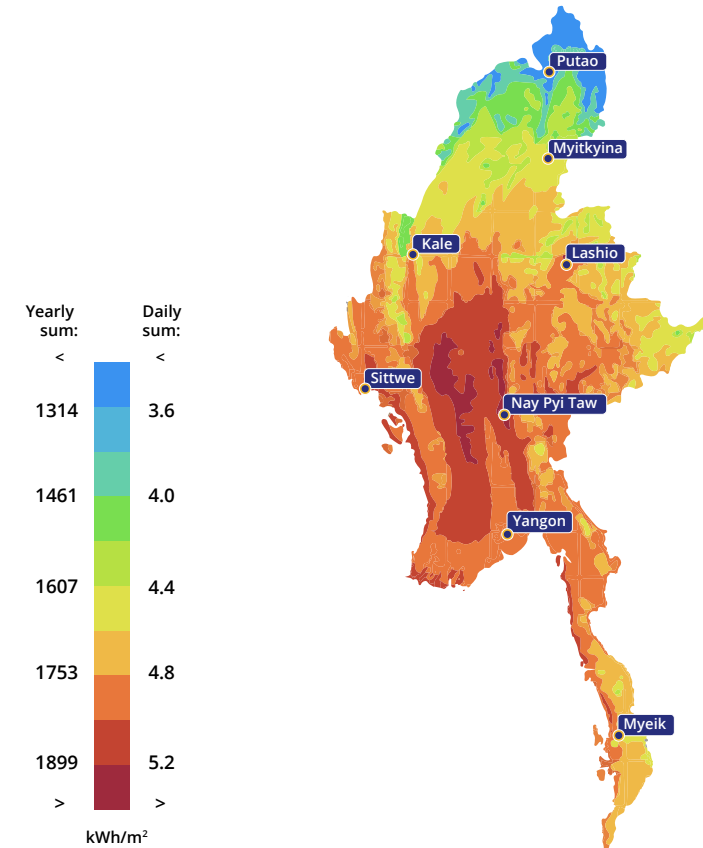 Putao
Myitkyina
Kale
Lashio
Yearly
sum:
Daily
sum:
<
<
Sittwe
1314
3.6
Nay Pyi Taw
1461
4.0
Yangon
1607
4.4
1753
4.8
Myeik
1899
5.2
>
>
kWh/m²